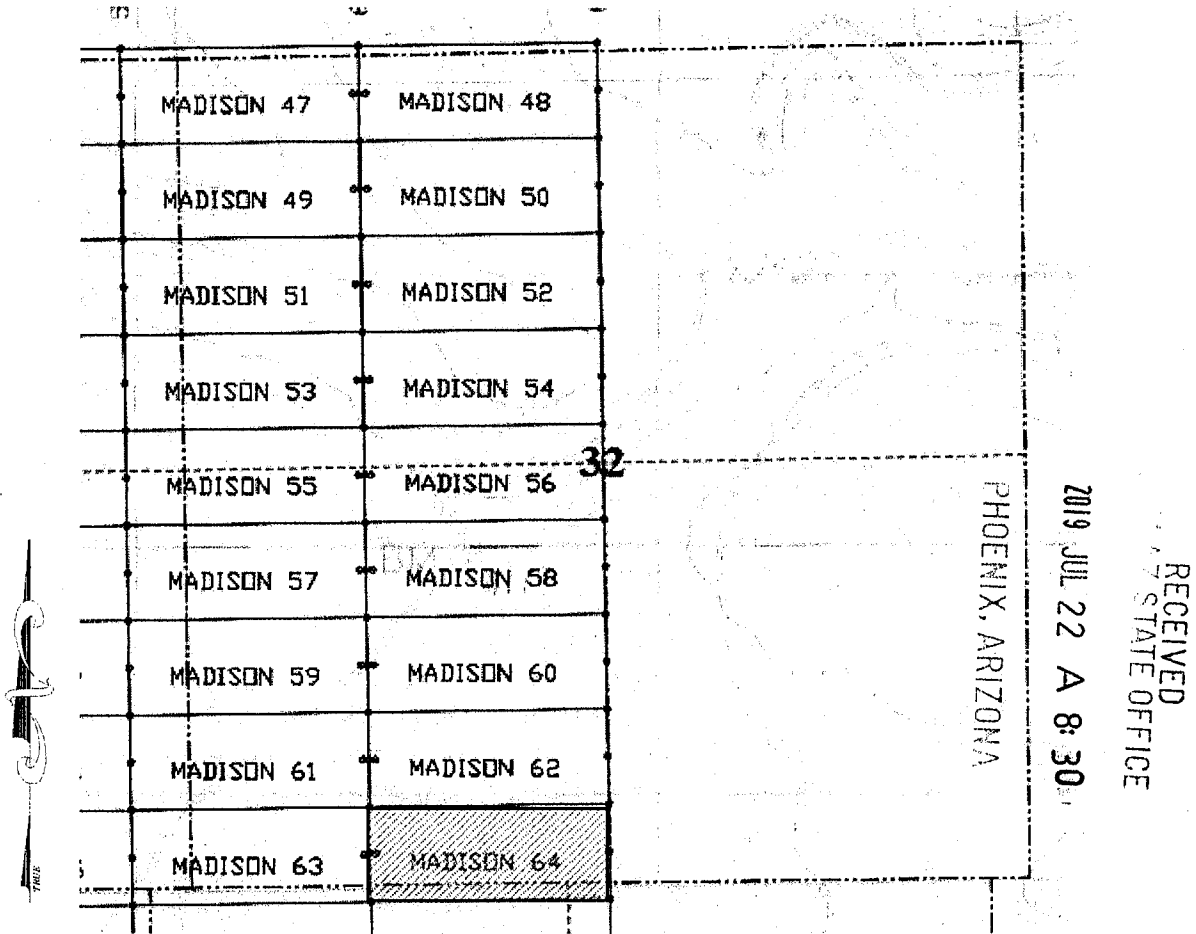 MADISON 47 MADISON 48
MADISON 49 MADISON 50
MADISON 51 MADISON 52
MADISON 53 MADISON 54
32
MADISON 55 MADISON 56
MADISON 57 MADISON 58
MADISON 59 MADISON 60
MADISON 61 MADISON 62
MADISON 63 MADISON 64
TRUE
RECEIVED
STATE OFFICE
2019 JUL 22 A 8:30
PHOENIX, ARIZONA